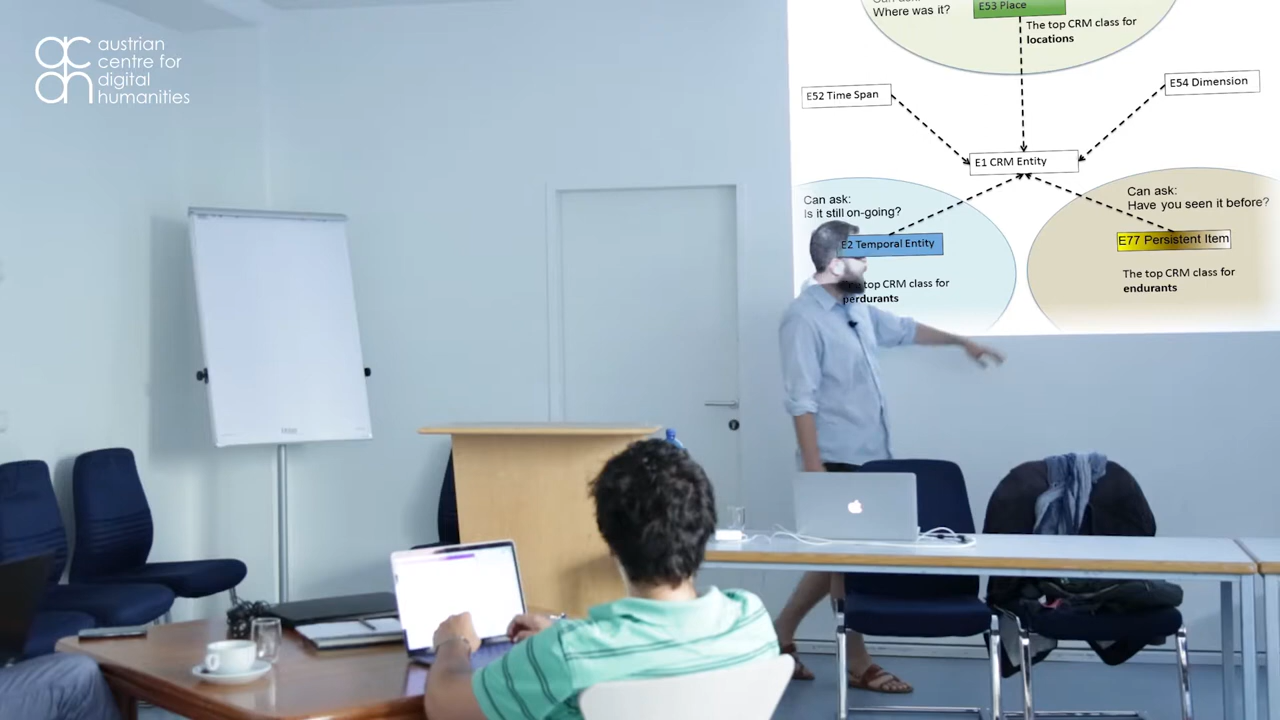 austrian
centre for
digital
humanities
Where was it?
E53 Place
The top CRM class for
locations
E52 Time Span
E54 Dimension
E1 CRM Entity
Can ask:
Is it still on-going?
E2 Temporal Entity
top CRM class for
perdurants
Can ask:
Have you seen it before?
E77 Persistent Item
The top CRM class for
endurants